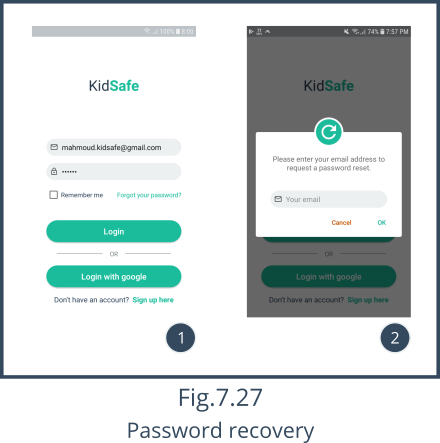 100% 8:09
KidSafe
mahmoud.kidsafe@gmail.com
••••••
Remember me
Forgot your password?
Login
OR
Login with google
Don't have an account? Sign up here
1
74% 7:57 PM
KidSafe
Please enter your email address to
request a password reset.
Your email
Cancel
OK
OR
Login with google
Don't have an account? Sign up here
2
Fig.7.27
Password recovery